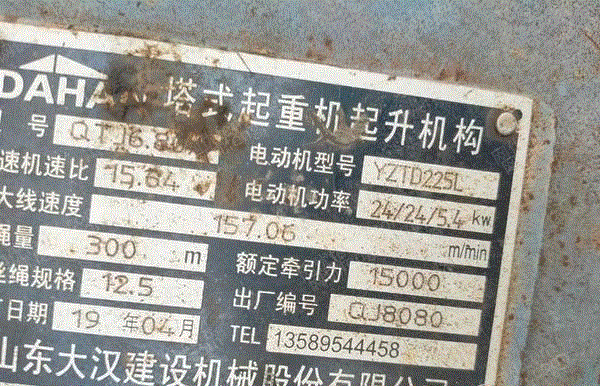 DAHAN 塔式起重机起升机构
号 QTJ6.8 电动机型号 YZTD225L
速机速比 15.64 电动机功率 24/24/5.4 kw
大线速度 157.06 m/min
绳量 300 m 额定牵引力 15000
丝绳规格 12.5 出厂编号 QJ8080
日期 19 年 04 月 TEL 13589544458
山东大汉建设机械股份有限公司